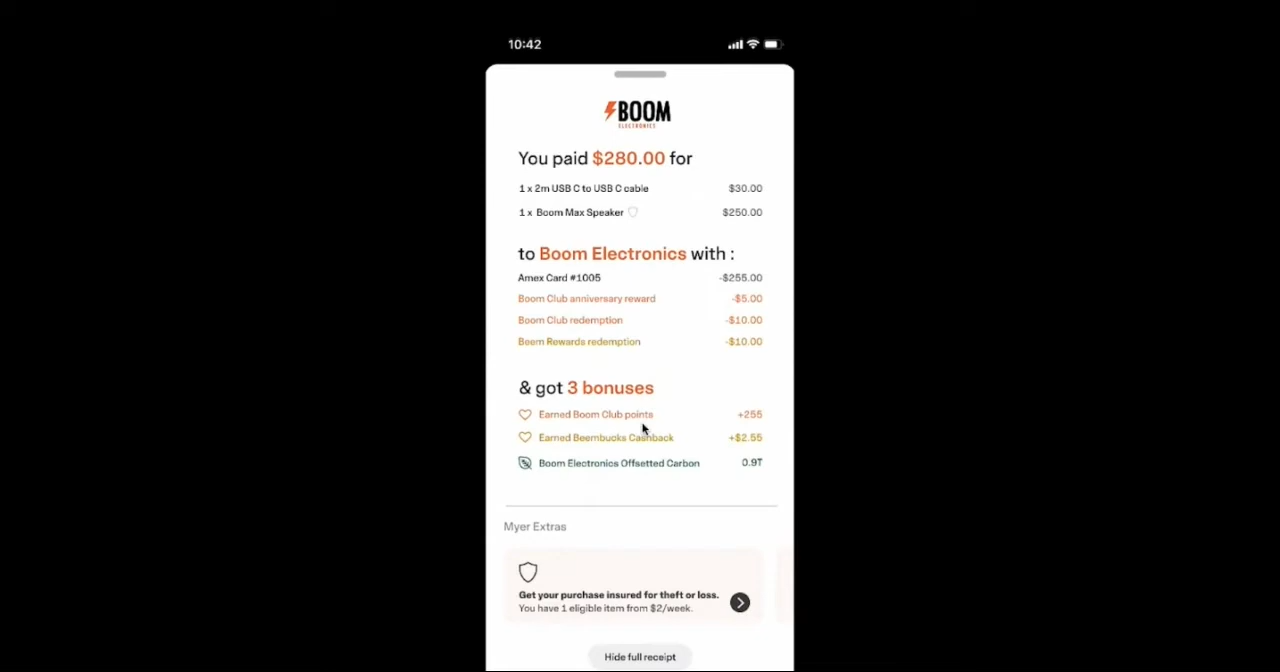 10:42
BOOM
ELECTRONICS
You paid $280.00 for
1 x 2m USB C to USB C cable $30.00
1 x Boom Max Speaker $250.00
to Boom Electronics with :
Amex Card #1005 -$255.00
Boom Club anniversary reward -$5.00
Boom Club redemption -$10.00
Beem Rewards redemption -$10.00
& got 3 bonuses
Earned Boom Club points +255
Earned Beembucks Cashback +$2.55
Boom Electronics Offsetted Carbon 0.9T
Myer Extras
Get your purchase insured for theft or loss.
You have 1 eligible item from $2/week.
Hide full receipt